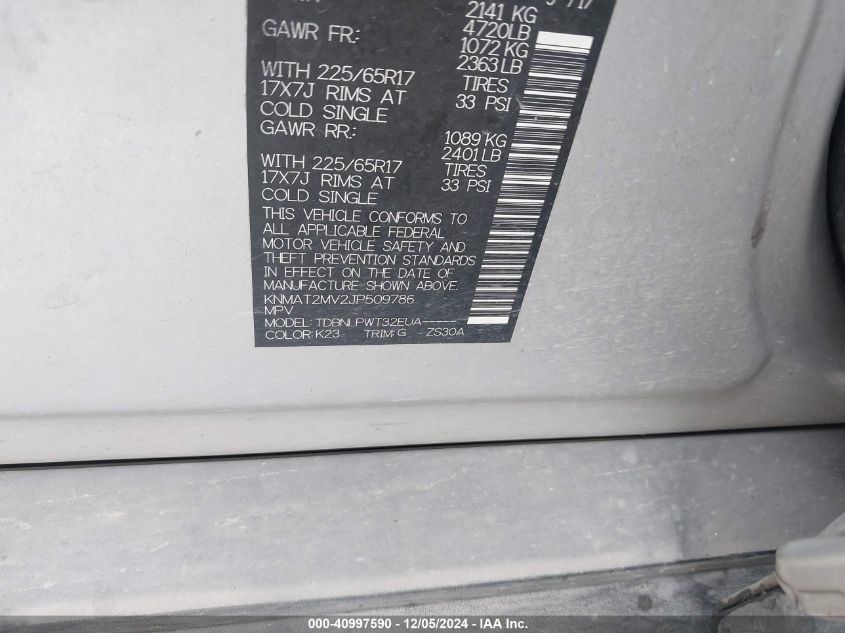 2141 KG
4720LB
GAWR FR: 1072 KG
2363 LB
WITH 225/65R17 TIRES
17X7J RIMS AT 33 PSI
COLD SINGLE
GAWR RR: 1089 KG
2401 LB
WITH 225/65R17 TIRES
17X7J RIMS AT 33 PSI
COLD SINGLE
THIS VEHICLE CONFORMS TO
ALL APPLICABLE FEDERAL
MOTOR VEHICLE SAFETY AND
THEFT PREVENTION STANDARDS
IN EFFECT ON THE DATE OF
MANUFACTURE SHOWN ABOVE.
KNMAT2MV2JP509786
MPV
MODEL: TDBNLPWT32EUA-----
COLOR: K23 TRIM: G ZS30A
000-40997590 - 12/05/2024 - IAAI.com